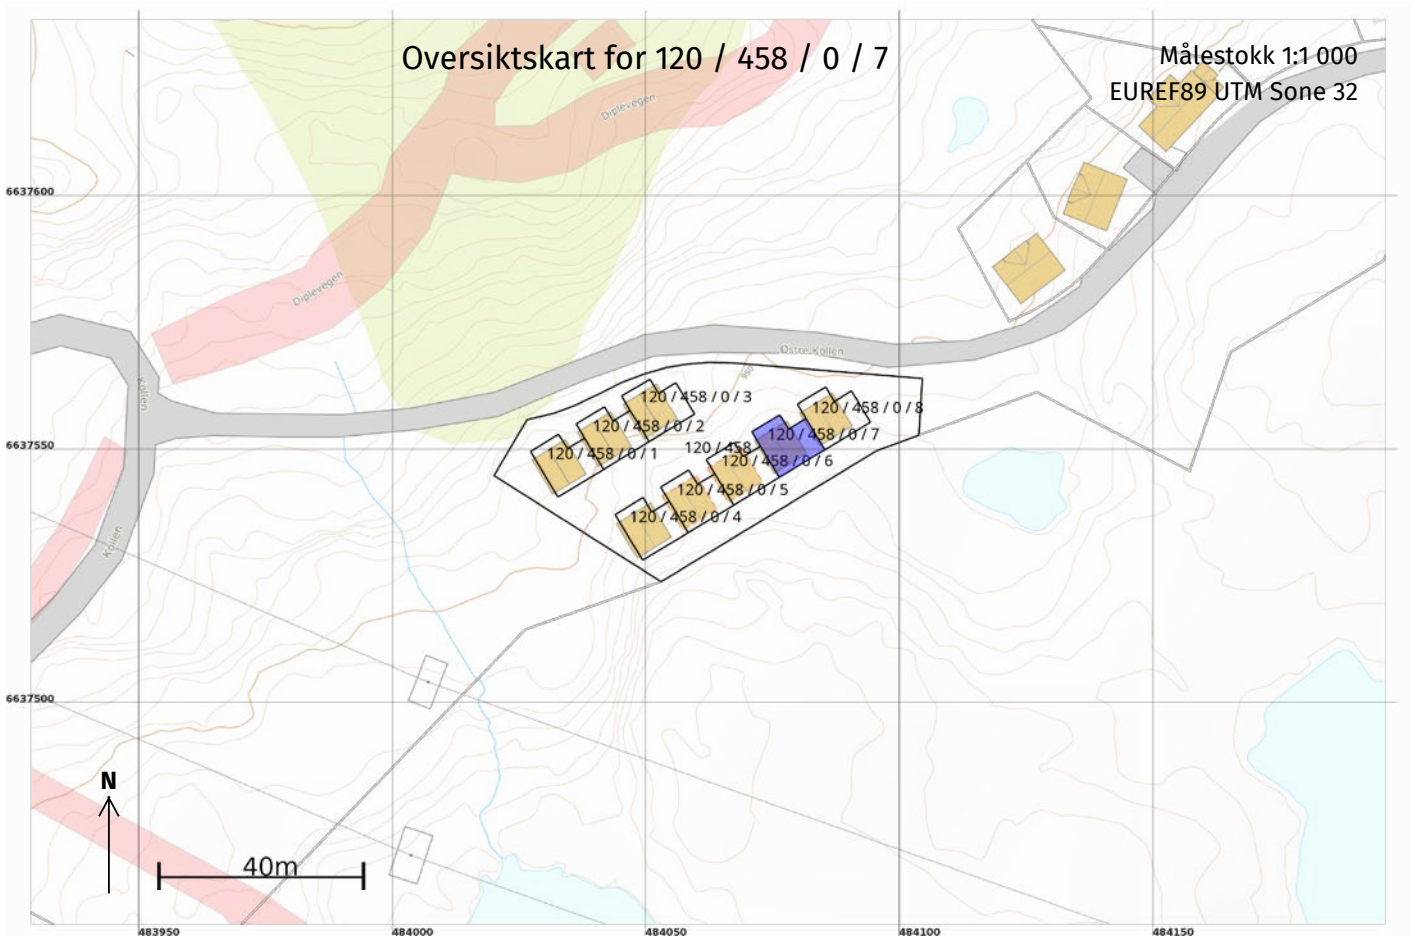 Oversiktskart for 120 / 458 / 0 / 7
Målestokk 1:1 000
EUREF89 UTM Sone 32
Diplevegen
6637600
Diplevegen
Østre Kollen
950
Kollen
120 / 458 / 0 / 3
120 / 458 / 0 / 8
120 / 458 / 0 / 2
120 / 458 / 0 / 7
6637550
120 / 458
120 / 458 / 0 / 1
120 / 458 / 0 / 6
120 / 458 / 0 / 5
120 / 458 / 0 / 4
Kollen
6637500
N
40m
483950
484000
484050
484100
484150